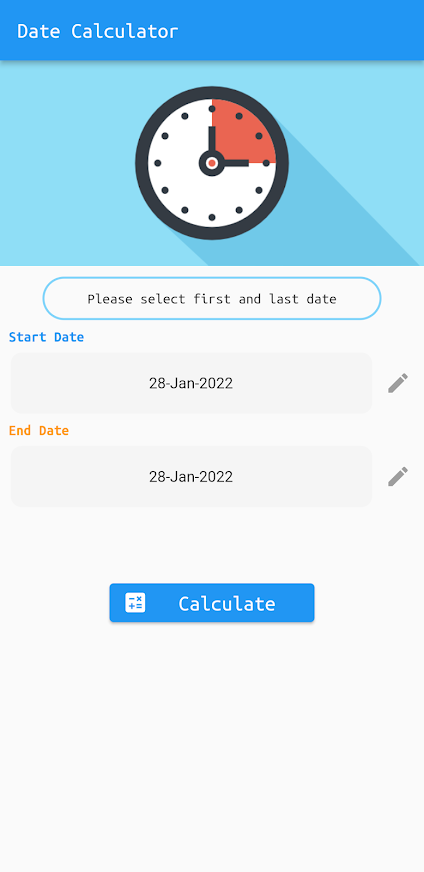 Date Calculator
Please select first and last date
Start Date
28-Jan-2022
End Date
28-Jan-2022
Calculate